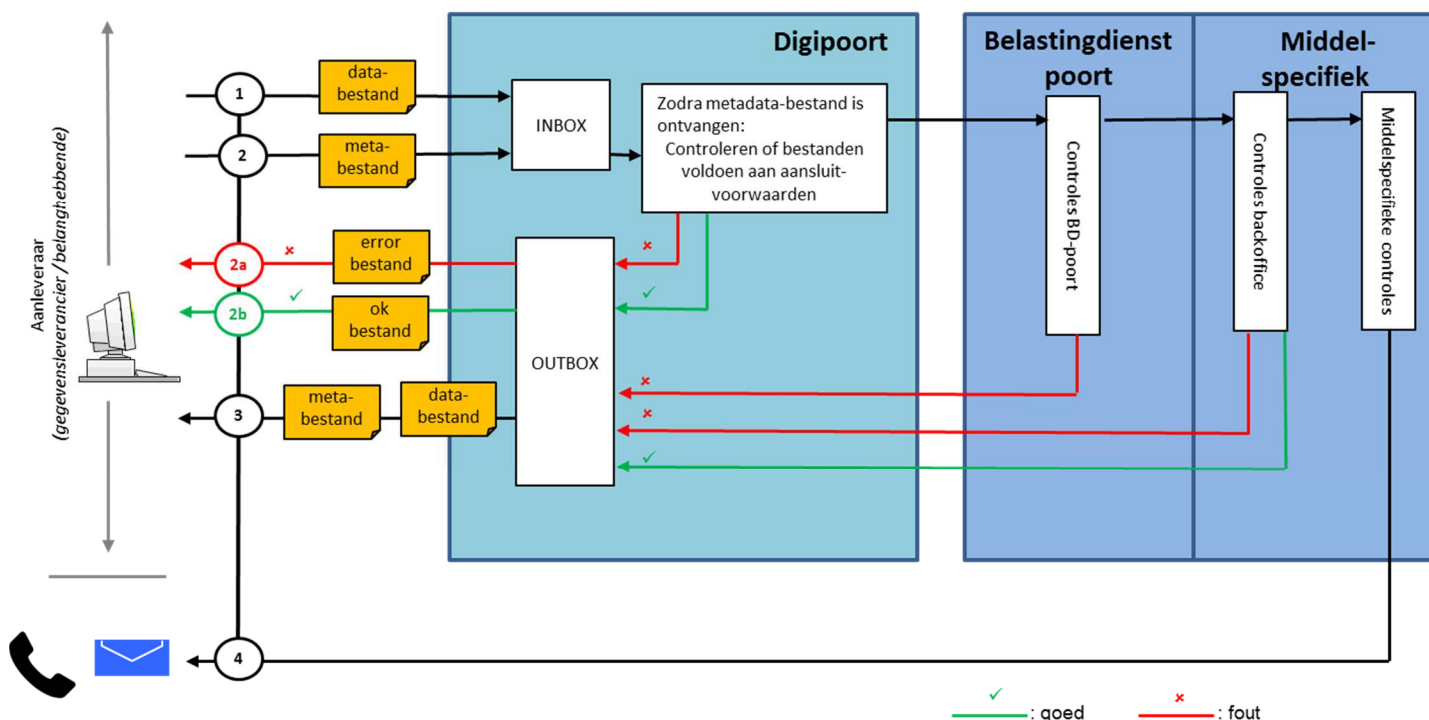 Digipoort
Belastingdienst
poort
Middel-
specifiek
Aanleveraar
(gegevensleverancier /belanghebbende)
1
data-
bestand
2
meta-
bestand
INBOX
Zodra metadata-bestand is
ontvangen:
Controleren of bestanden
voldoen aan aansluit-
voorwaarden
Controles BD-poort
Controles backoffice
Middelspecifieke controles
2a
error
bestand
2b
ok
bestand
OUTBOX
3
meta-
bestand
data-
bestand
4
: goed
: fout